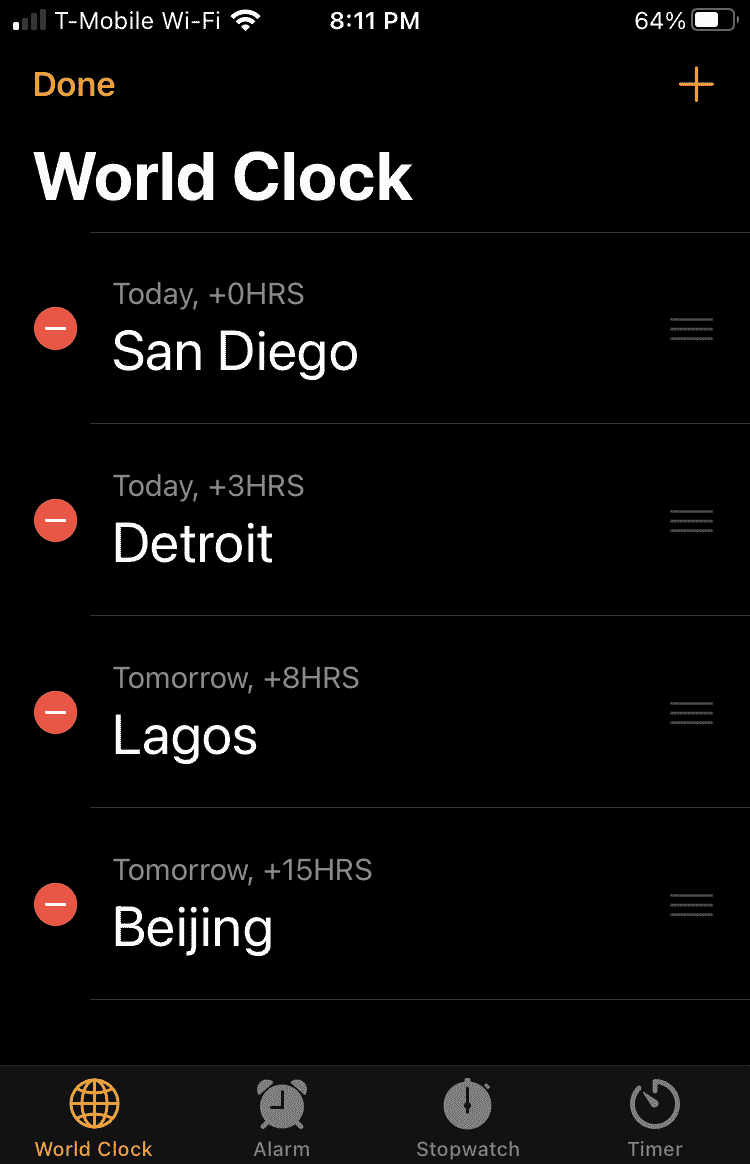 T-Mobile Wi-Fi 8:11 PM 64%
Done
World Clock
Today, +0HRS
San Diego
Today, +3HRS
Detroit
Tomorrow, +8HRS
Lagos
Tomorrow, +15HRS
Beijing
World Clock Alarm Stopwatch Timer